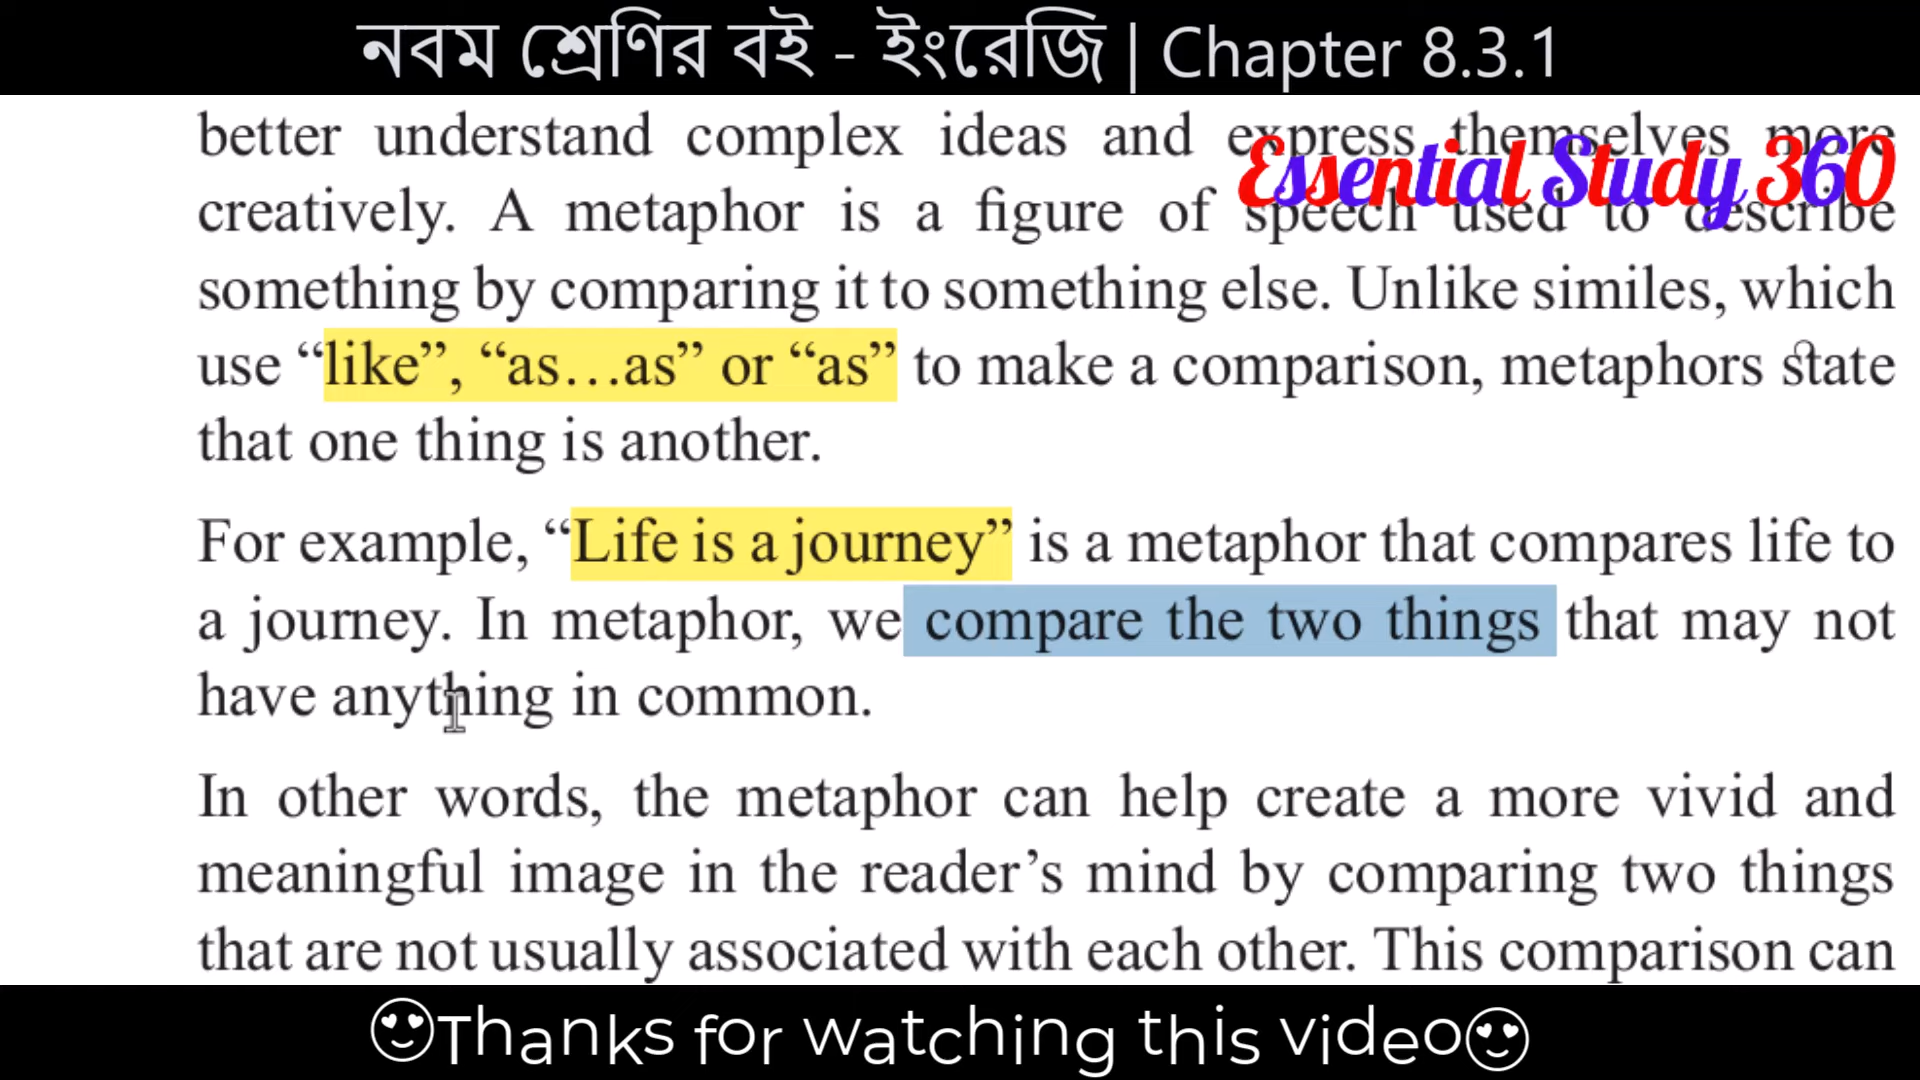 নবম শ্রেণির বই - ইংরেজি | Chapter 8.3.1
better understand complex ideas and express themselves more
Essential Study 360
creatively. A metaphor is a figure of speech used to describe
something by comparing it to something else. Unlike similes, which
use “like”, “as…as” or “as” to make a comparison, metaphors state
that one thing is another.
For example, “Life is a journey” is a metaphor that compares life to
a journey. In metaphor, we compare the two things that may not
have anything in common.
In other words, the metaphor can help create a more vivid and
meaningful image in the reader’s mind by comparing two things
that are not usually associated with each other. This comparison can
😍Thanks for watching this video😍